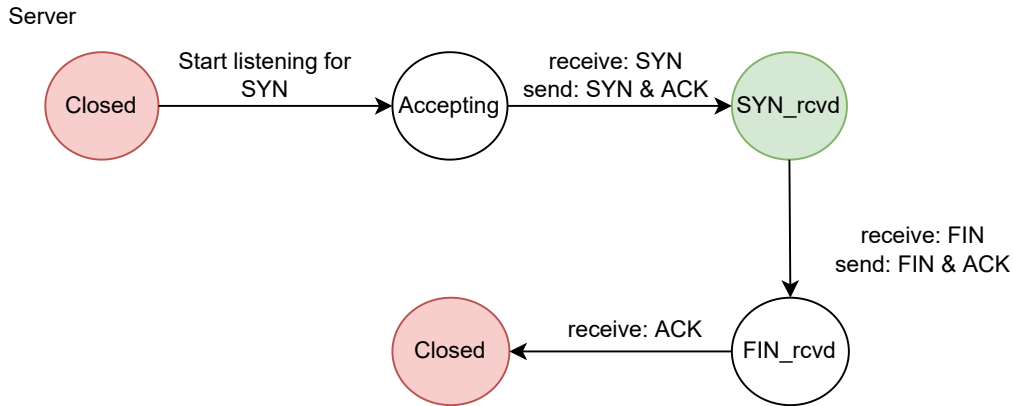 Server
Start listening for
SYN
receive: SYN
send: SYN & ACK
Closed
Accepting
SYN_rcvd
receive: FIN
send: FIN & ACK
receive: ACK
Closed
FIN_rcvd